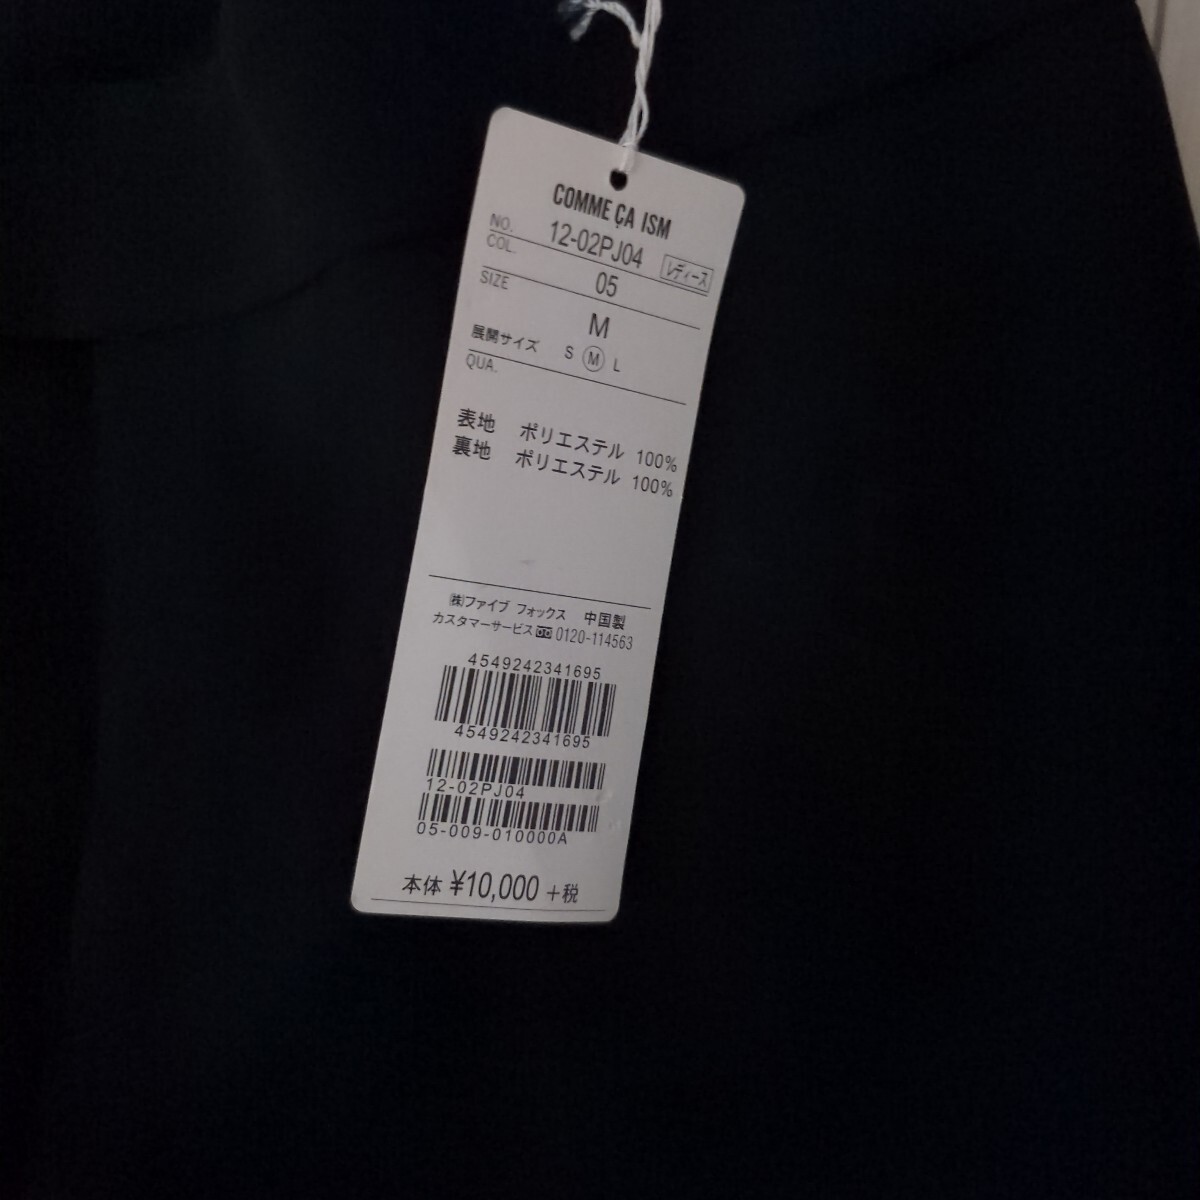 COMME ÇA ISM
NO. 12-02PJ04 レディース
COL. 05
SIZE M
展開サイズ S M L
QUA.
表地 ポリエステル 100%
裏地 ポリエステル 100%
㈱ファイブ フォックス 中国製
カスタマーサービス 0120-114563
4549242341695
4549242341695
12-02PJ04
05-009-010000A
本体 ¥10,000 +税